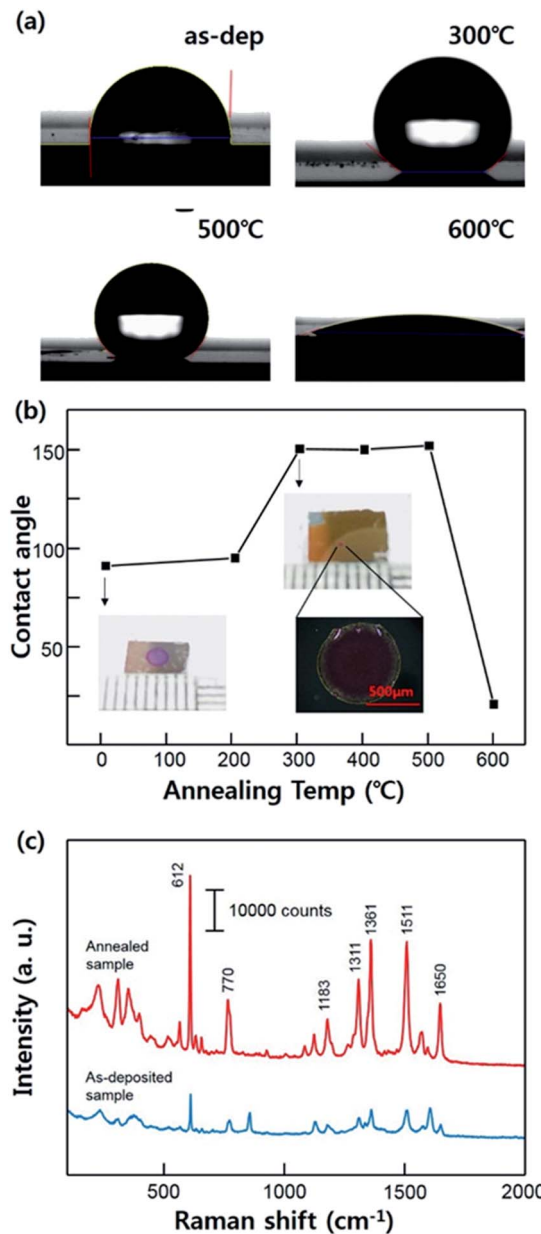 (a)
as-dep
300℃
500℃
600℃
(b)
Contact angle
150
100
50
500μm
0
100
200
300
400
500
600
Annealing Temp (℃)
(c)
Intensity (a. u.)
612
10000 counts
Annealed
sample
770
1183
1311
1361
1511
1650
As-deposited
sample
500
1000
1500
2000
Raman shift (cm⁻¹)